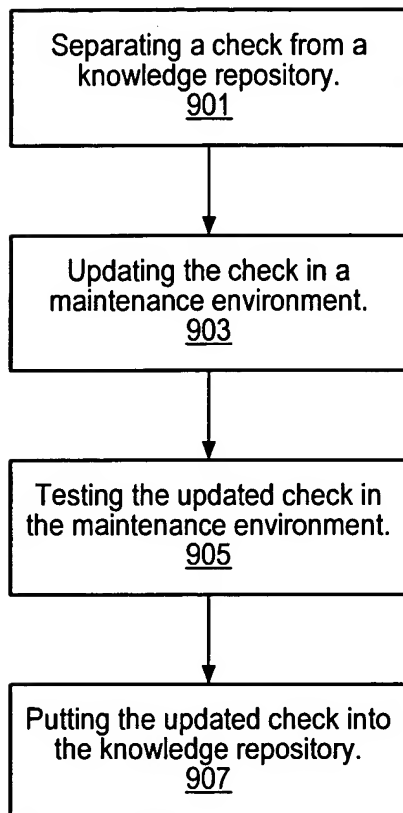 Separating a check from a
knowledge repository.
901
Updating the check in a
maintenance environment.
903
Testing the updated check in
the maintenance environment.
905
Putting the updated check into
the knowledge repository.
907